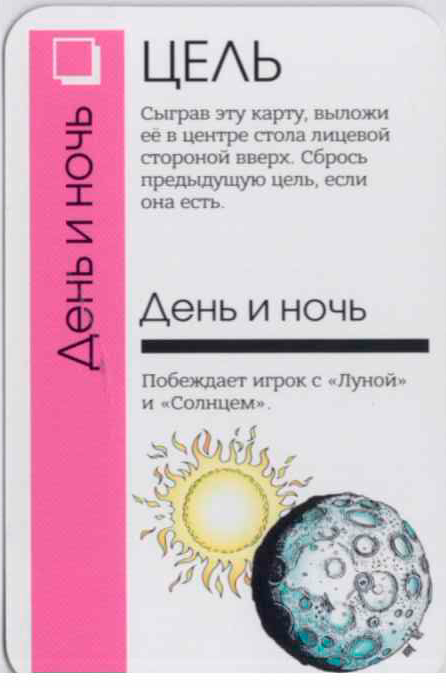 День и ночь
ЦЕЛЬ
Сыграв эту карту, выложи
её в центре стола лицевой
стороной вверх. Сбрось
предыдущую цель, если
она есть.
День и ночь
Побеждает игрок с «Луной»
и «Солнцем».